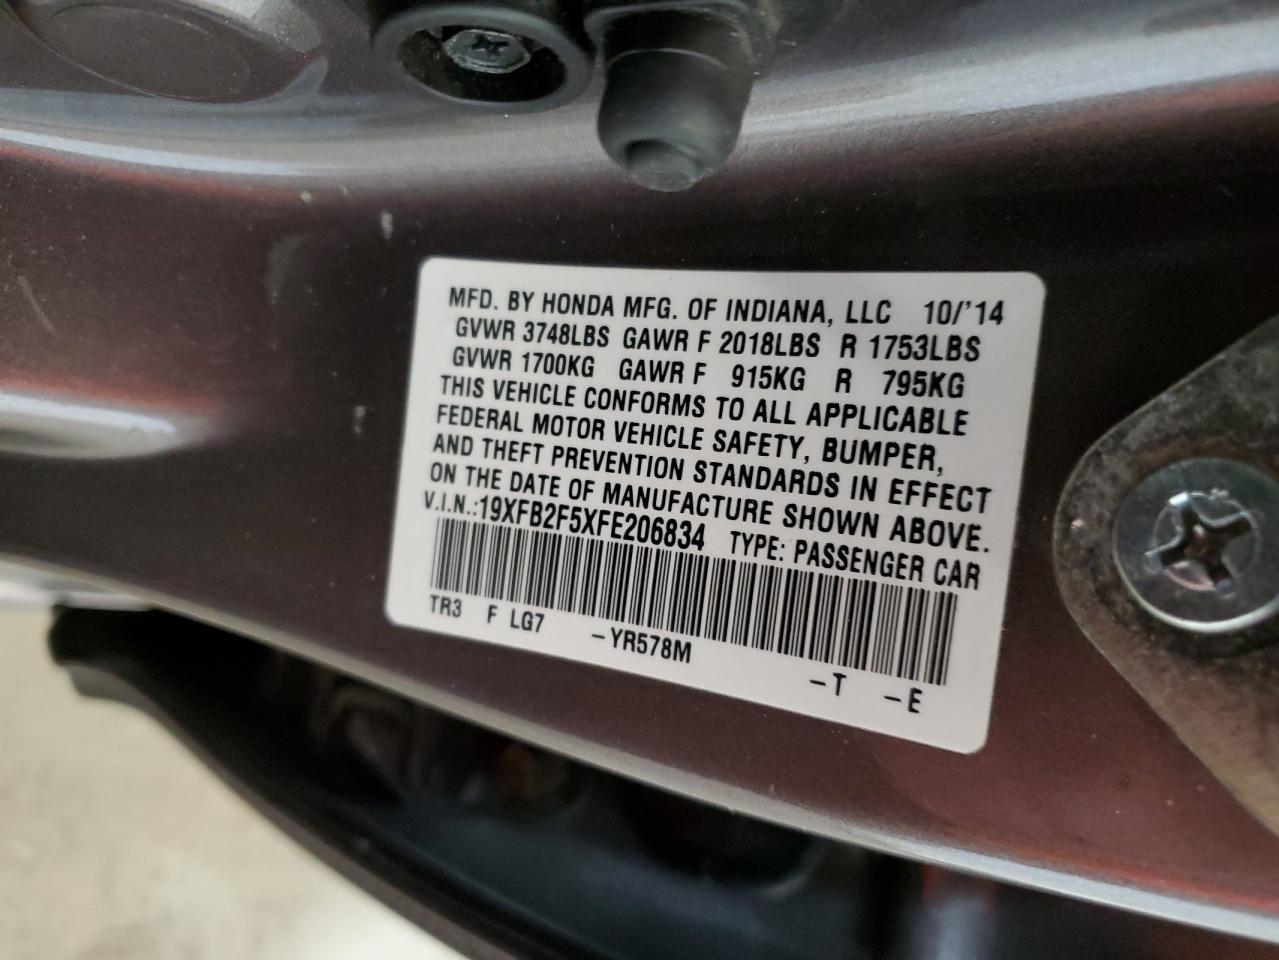 MFD. BY HONDA MFG. OF INDIANA, LLC 10/'14
GVWR 3748LBS GAWR F 2018LBS R 1753LBS
GVWR 1700KG GAWR F 915KG R 795KG
THIS VEHICLE CONFORMS TO ALL APPLICABLE
FEDERAL MOTOR VEHICLE SAFETY, BUMPER,
AND THEFT PREVENTION STANDARDS IN EFFECT
ON THE DATE OF MANUFACTURE SHOWN ABOVE.
V.I.N.:19XFB2F5XFE206834 TYPE: PASSENGER CAR
TR3 F LG7 –YR578M –T –E